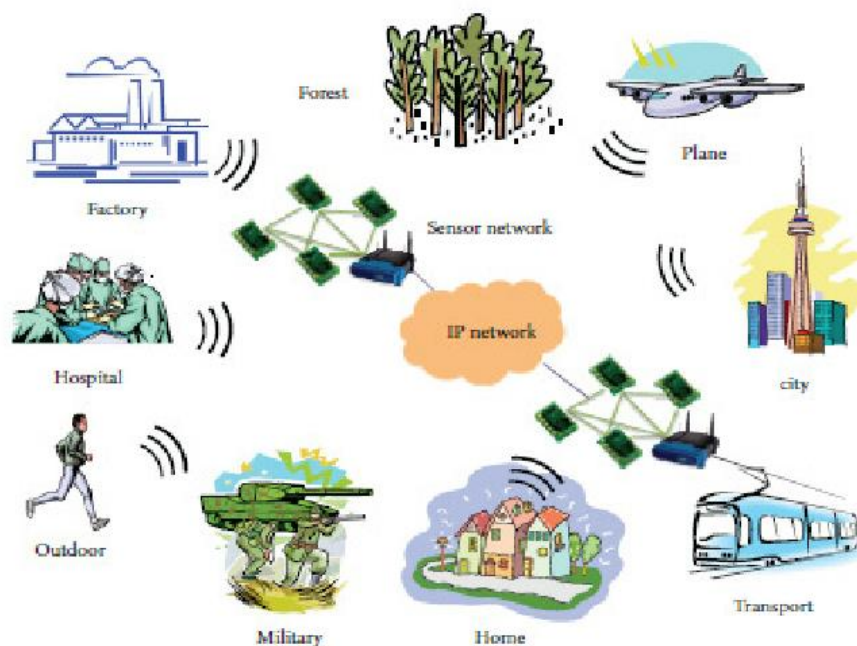 Forest
Plane
Factory
Sensor network
IP network
Hospital
city
Outdoor
Transport
Military
Home